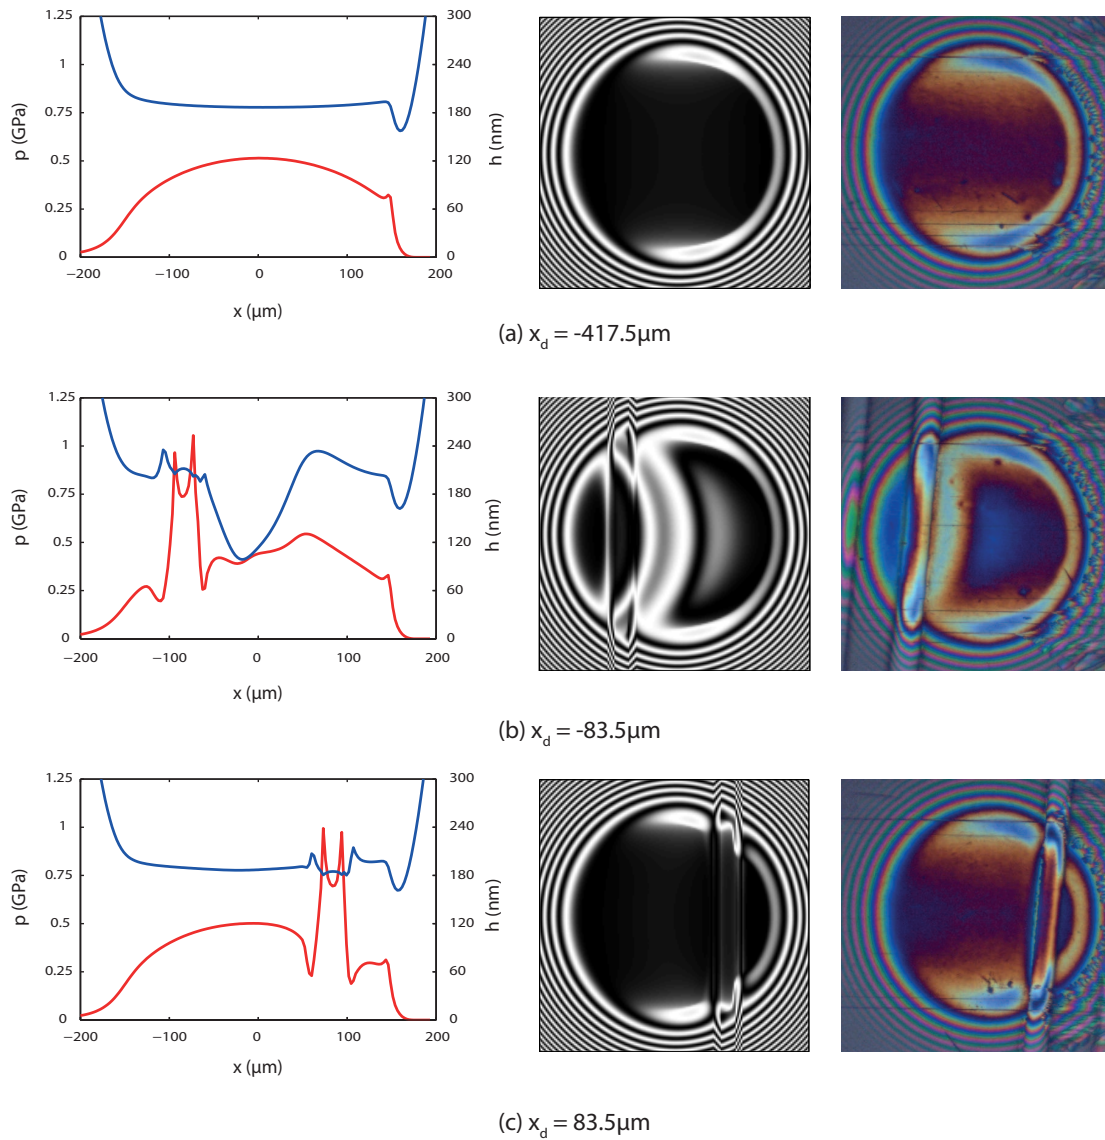 1.25 300
1 240
0.75 180
0.5 120
0.25 60
0 0
p (GPa)
h (nm)
−200 −100 0 100 200
x (μm)
(a) x_d = -417.5μm
1.25 300
1 240
0.75 180
0.5 120
0.25 60
0 0
p (GPa)
h (nm)
−200 −100 0 100 200
x (μm)
(b) x_d = -83.5μm
1.25 300
1 240
0.75 180
0.5 120
0.25 60
0 0
p (GPa)
h (nm)
−200 −100 0 100 200
x (μm)
(c) x_d = 83.5μm